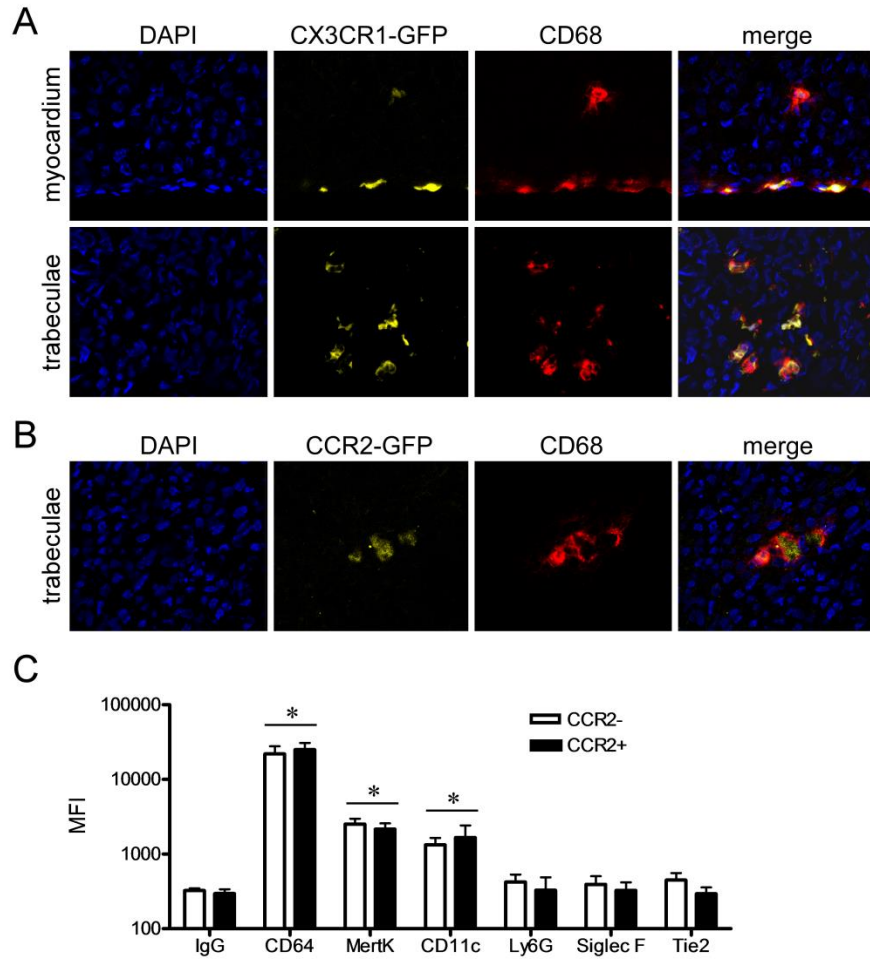 A
DAPI CX3CR1-GFP CD68 merge
myocardium
trabeculae
B
DAPI CCR2-GFP CD68 merge
trabeculae
C
MFI
100000
10000
1000
100
* * *
CCR2-
CCR2+
IgG CD64 MertK CD11c Ly6G Siglec F Tie2